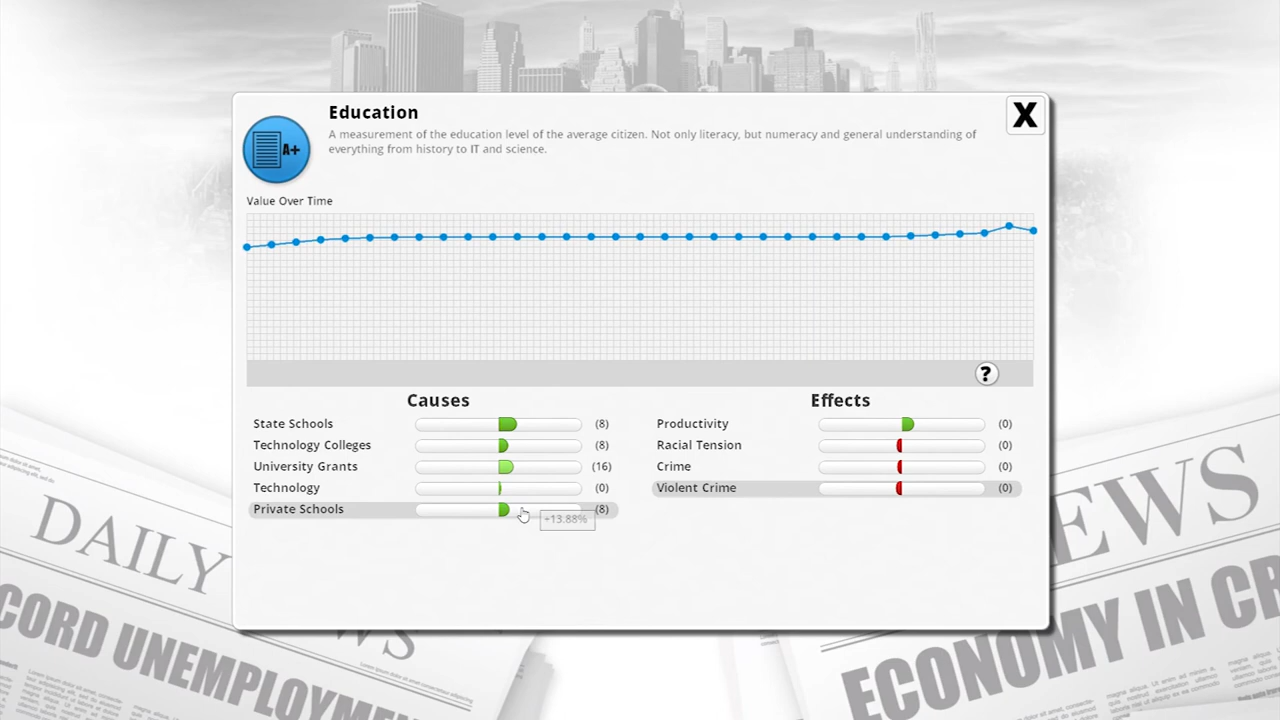 Education
X
A measurement of the education level of the average citizen. Not only literacy, but numeracy and general understanding of
everything from history to IT and science.
A+
Value Over Time
?
Causes
State Schools (8)
Technology Colleges (8)
University Grants (16)
Technology (0)
Private Schools (8)
+13.88%
Effects
Productivity (0)
Racial Tension (0)
Crime (0)
Violent Crime (0)
DAILY
NEWS
CORD UNEMPLOYME
EWS
ECONOMY IN CR